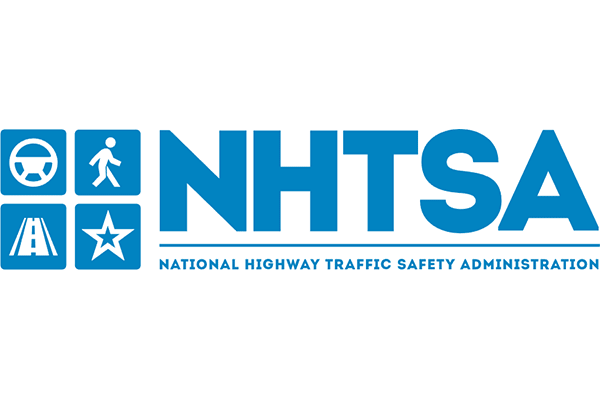 NHTSA
NATIONAL HIGHWAY TRAFFIC SAFETY ADMINISTRATION